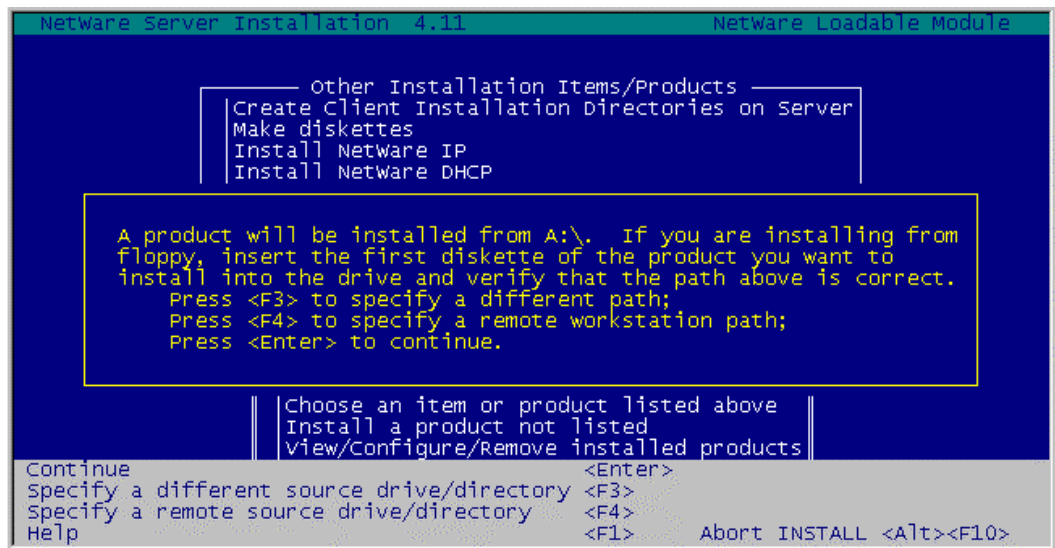 NetWare Server Installation 4.11 NetWare Loadable Module
Other Installation Items/Products
Create Client Installation Directories on Server
Make diskettes
Install NetWare IP
Install NetWare DHCP
A product will be installed from A:\. If you are installing from
floppy, insert the first diskette of the product you want to
install into the drive and verify that the path above is correct.
Press <F3> to specify a different path;
Press <F4> to specify a remote workstation path;
Press <Enter> to continue.
Choose an item or product listed above
Install a product not listed
View/Configure/Remove installed products
Continue <Enter>
Specify a different source drive/directory <F3>
Specify a remote source drive/directory <F4>
Help <F1> Abort INSTALL <Alt><F10>